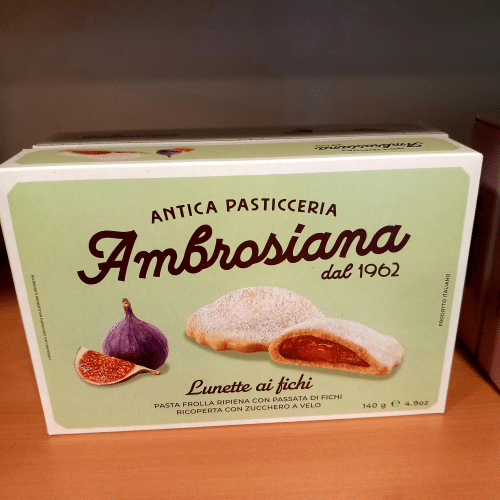 Ambrosiana
ANTICA PASTICCERIA
Ambrosiana
dal 1962
Lunette ai fichi
PASTA FROLLA RIPIENA CON PASSATA DI FICHI
RICOPERTA CON ZUCCHERO A VELO
140 g ℮ 4.9oz
PRODOTTO ITALIANO